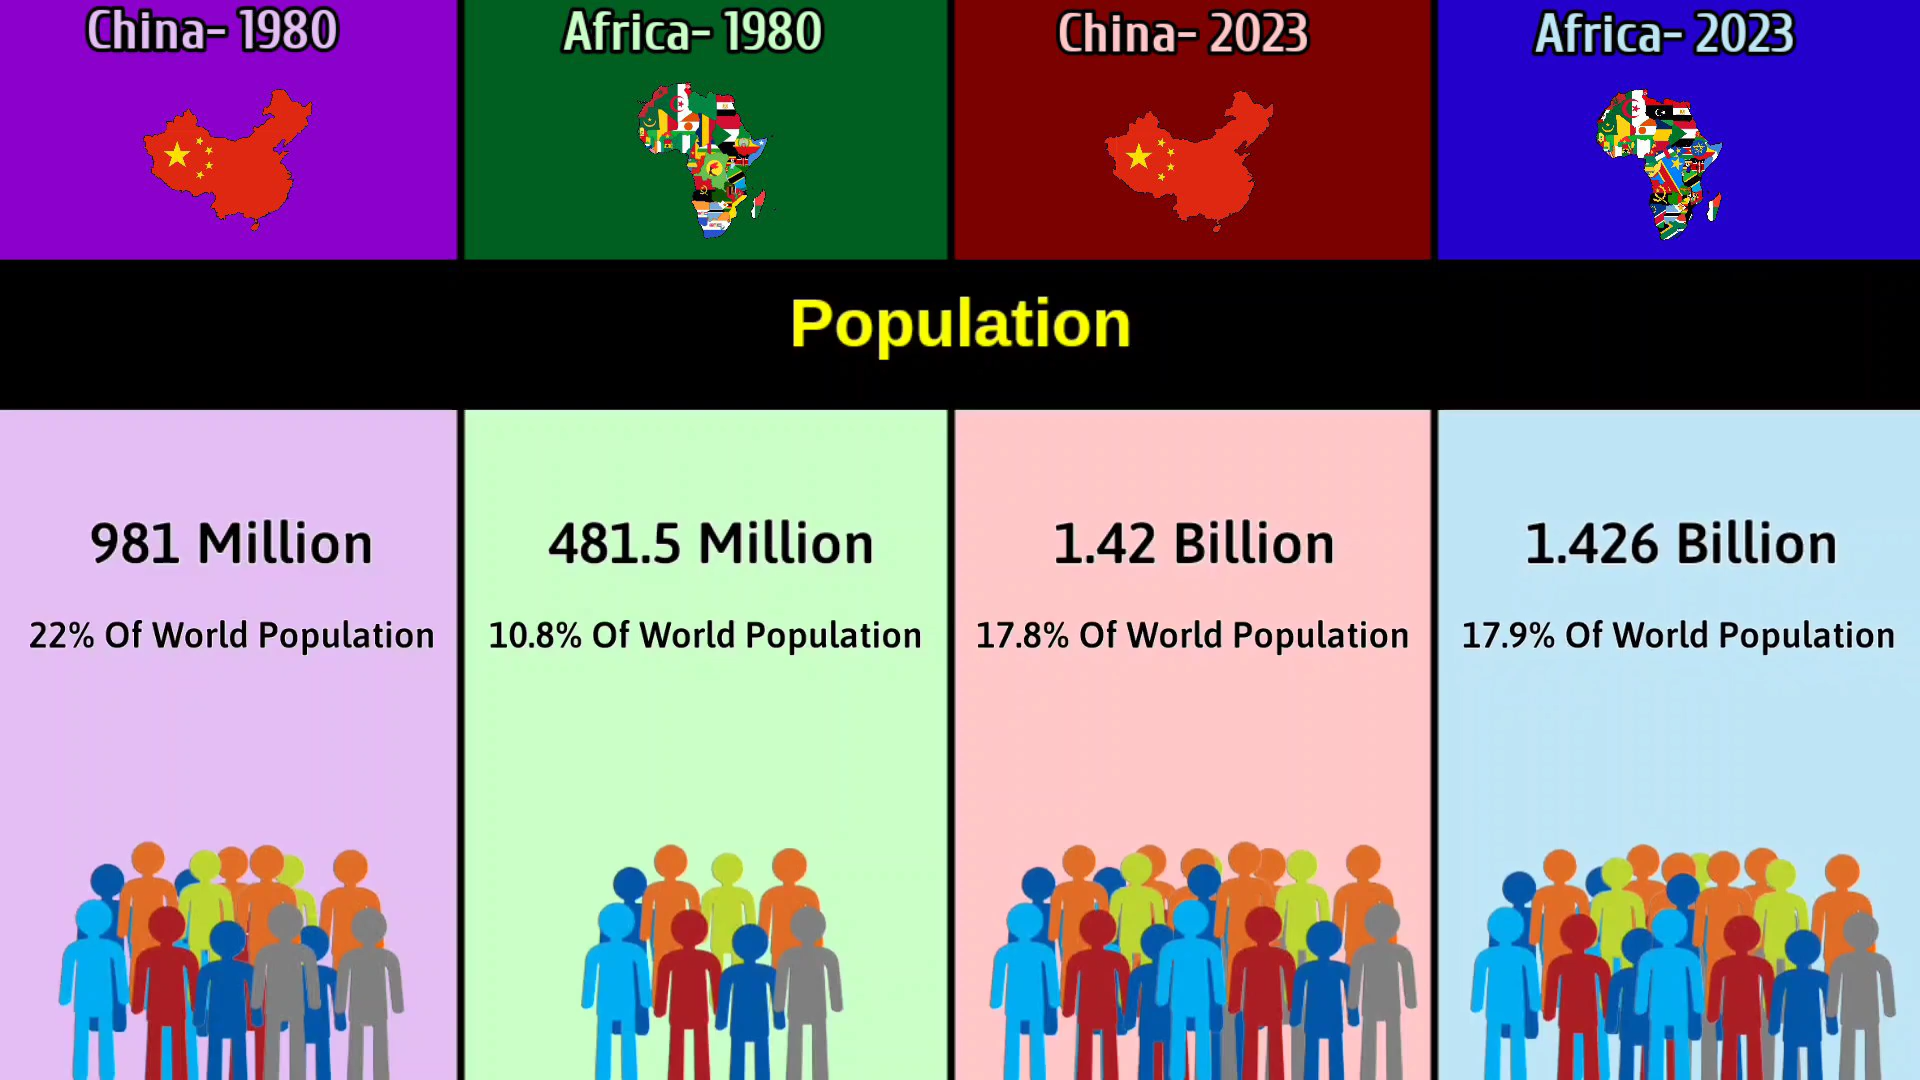 China- 1980
Africa- 1980
China- 2023
Africa- 2023
Population
981 Million
481.5 Million
1.42 Billion
1.426 Billion
22% Of World Population
10.8% Of World Population
17.8% Of World Population
17.9% Of World Population